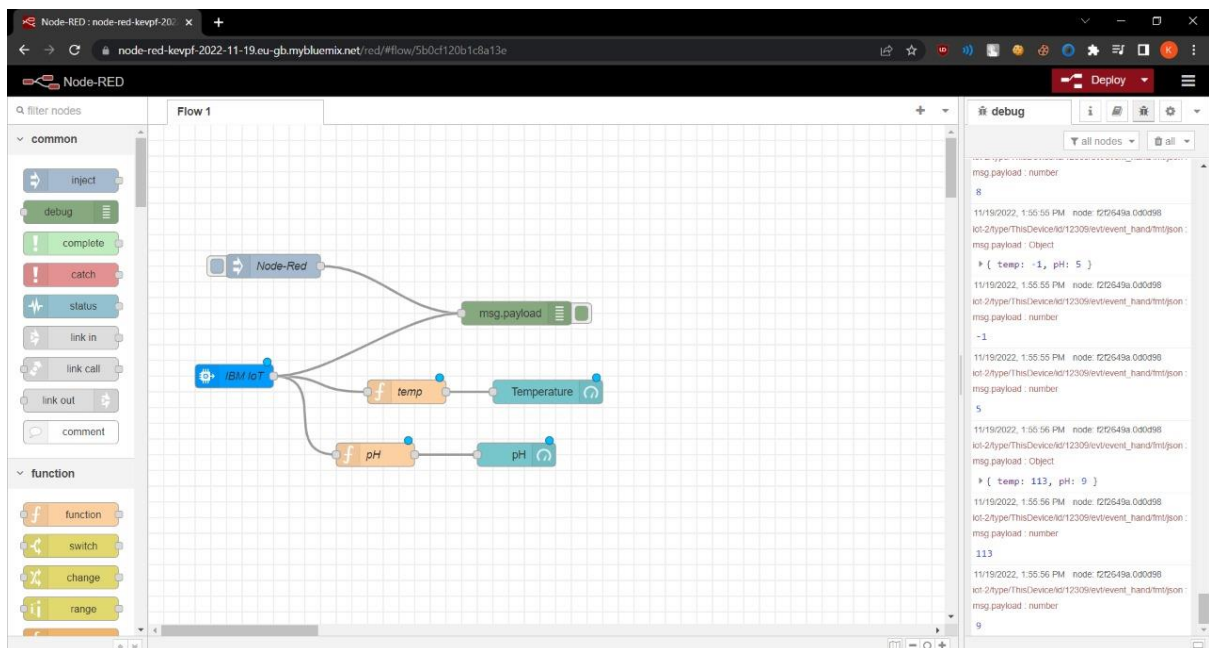 Node-RED : node-red-kevpf-202
node-red-kevpf-2022-11-19.eu-gb.mybluemix.net/red/#flow/5b0cf120b1c8a13e
K
Node-RED
Deploy
filter nodes
common
inject
debug
complete
catch
status
link in
link call
link out
comment
function
function
switch
change
range
Flow 1
Node-Red
msg.payload
IBM IoT
temp
Temperature
pH
pH
debug
all nodes
all
msg.payload : number
8
11/19/2022, 1:55:55 PM node: f2f2649a.0d0d98
iot-2/type/ThisDevice/id/12309/evt/event_hand/fmt/json :
msg.payload : Object
{ temp: -1, pH: 5 }
11/19/2022, 1:55:55 PM node: f2f2649a.0d0d98
iot-2/type/ThisDevice/id/12309/evt/event_hand/fmt/json :
msg.payload : number
-1
11/19/2022, 1:55:55 PM node: f2f2649a.0d0d98
iot-2/type/ThisDevice/id/12309/evt/event_hand/fmt/json :
msg.payload : number
5
11/19/2022, 1:55:56 PM node: f2f2649a.0d0d98
iot-2/type/ThisDevice/id/12309/evt/event_hand/fmt/json :
msg.payload : Object
{ temp: 113, pH: 9 }
11/19/2022, 1:55:56 PM node: f2f2649a.0d0d98
iot-2/type/ThisDevice/id/12309/evt/event_hand/fmt/json :
msg.payload : number
113
11/19/2022, 1:55:56 PM node: f2f2649a.0d0d98
iot-2/type/ThisDevice/id/12309/evt/event_hand/fmt/json :
msg.payload : number
9